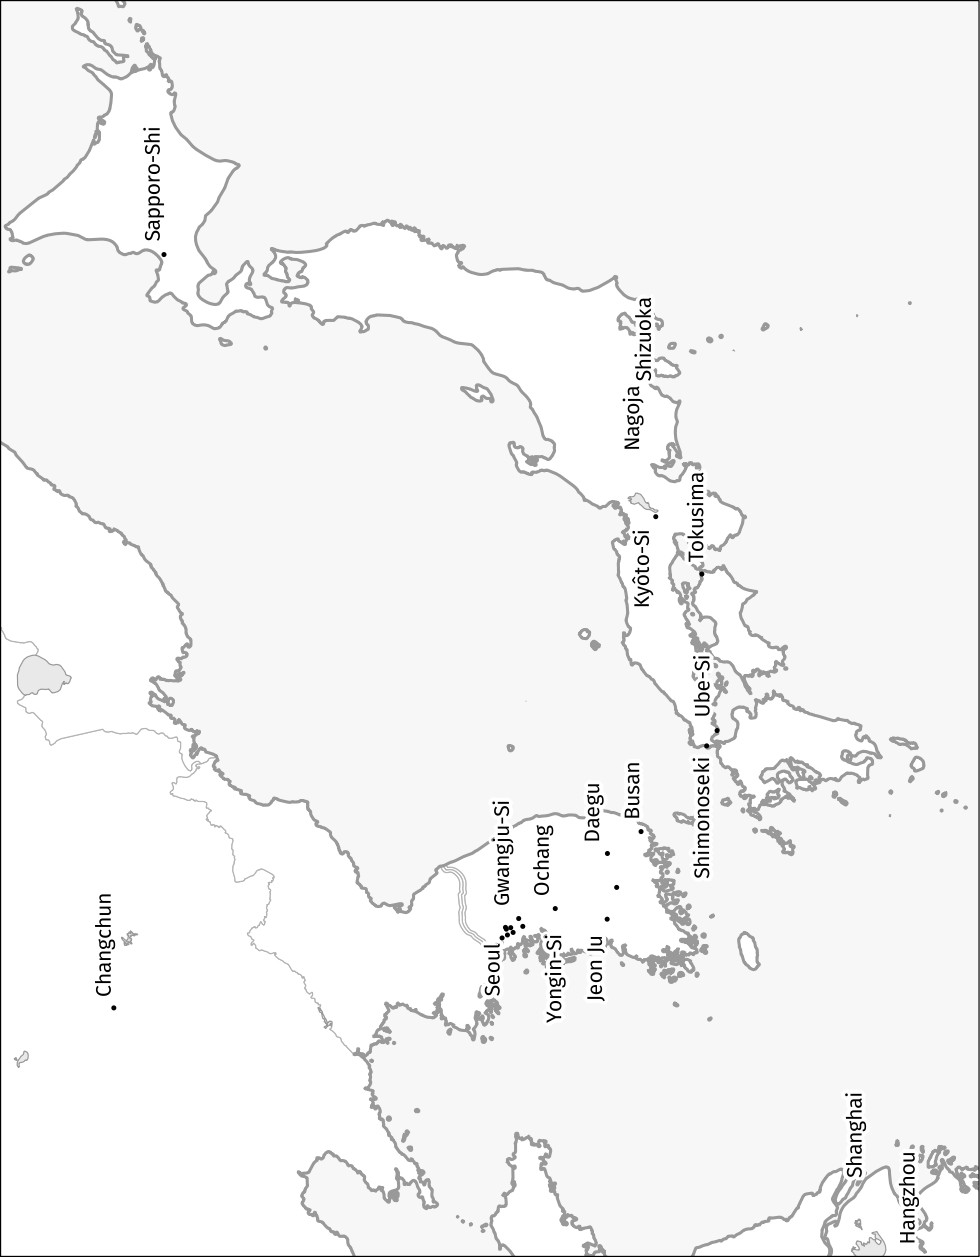 Sapporo-Shi
Changchun
Seoul
Gwangju-Si
Ochang
Yongin-Si
Daegu
Jeon Ju
Busan
Nagoja
Shizuoka
Kyôto-Si
Tokusima
Ube-Si
Shimonoseki
Shanghai
Hangzhou